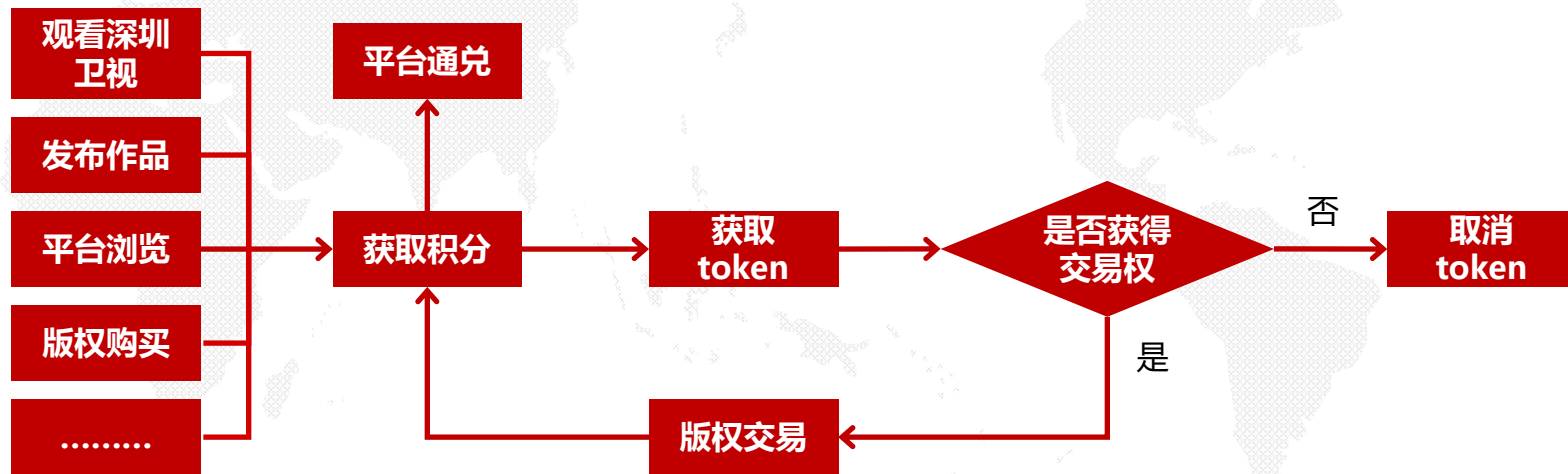 观看深圳
卫视
平台通兑
发布作品
平台浏览
获取积分
获取
token
是否获得
交易权
否
取消
token
版权购买
是
………
版权交易